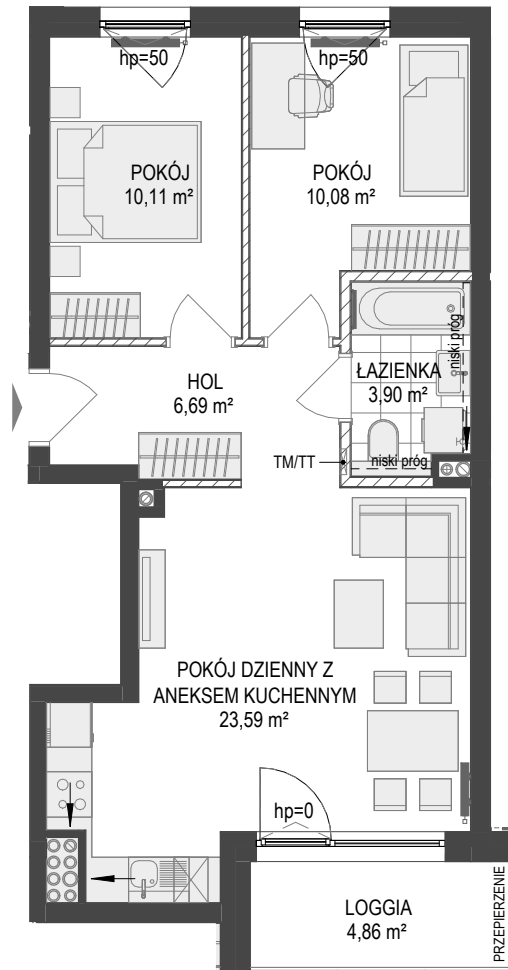 hp=50
hp=50
POKÓJ
10,11 m²
POKÓJ
10,08 m²
niski próg
ŁAZIENKA
3,90 m²
HOL
6,69 m²
TM/TT
niski próg
POKÓJ DZIENNY Z
ANEKSEM KUCHENNYM
23,59 m²
hp=0
LOGGIA
4,86 m²
PRZEPIERZENIE